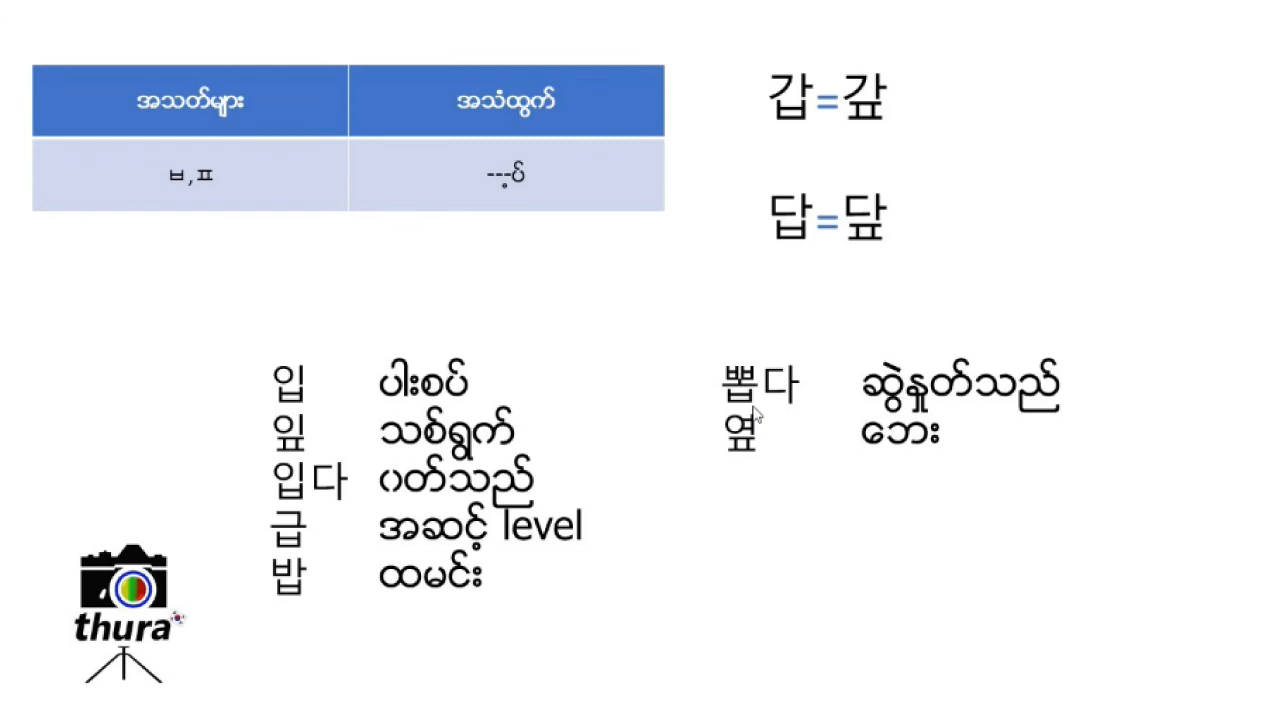 အသတ်များ အသံထွက်
ㅂ,ㅍ ---့ပ်
갑=갚
답=닾
입 ပါးစပ်
잎 သစ်ရွက်
입다 ဝတ်သည်
급 အဆင့် level
밥 ထမင်း
뽑다 ဆွဲနှုတ်သည်
옆 ဘေး
thura